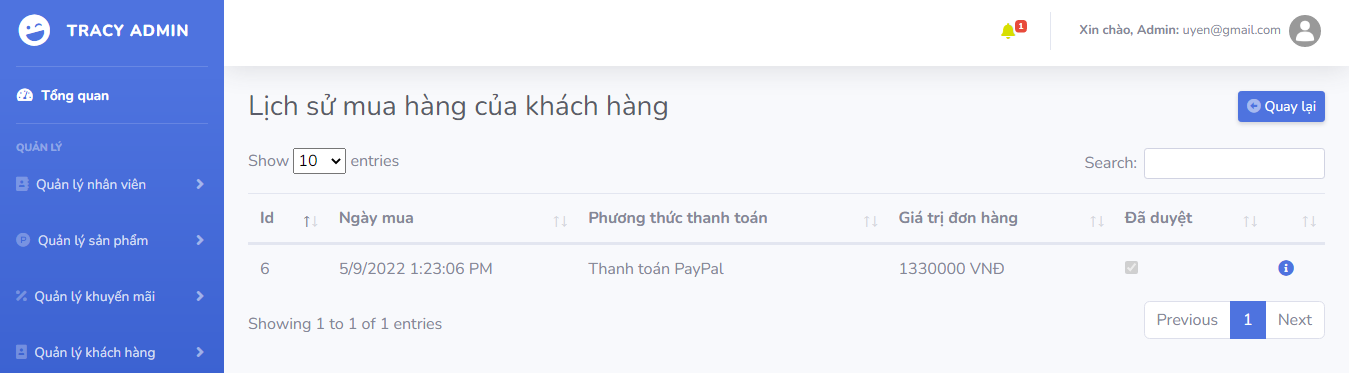 TRACY ADMIN
1
Xin chào, Admin: uyen@gmail.com
Tổng quan
QUẢN LÝ
Quản lý nhân viên
Quản lý sản phẩm
Quản lý khuyến mãi
Quản lý khách hàng
Lịch sử mua hàng của khách hàng
Quay lại
Show 10 entries
Search:
Id Ngày mua Phương thức thanh toán Giá trị đơn hàng Đã duyệt
6 5/9/2022 1:23:06 PM Thanh toán PayPal 1330000 VNĐ
Showing 1 to 1 of 1 entries
Previous 1 Next